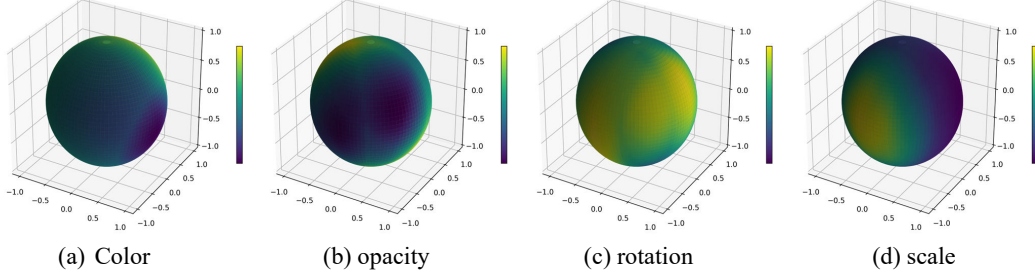 1.0 1.0 1.0 1.0
0.5 0.5 0.5 0.5
0.0 0.0 0.0 0.0
−0.5 −0.5 −0.5 −0.5
−1.0 −1.0 −1.0 −1.0
1.0 1.0 1.0 1.0
−1.0 0.5 −1.0 0.5 −1.0 0.5 −1.0 0.5
−0.5 0.0 −0.5 0.0 −0.5 0.0 −0.5 0.0
0.0 −0.5 0.0 −0.5 0.0 −0.5 0.0 −0.5
0.5 −1.0 0.5 −1.0 0.5 −1.0 0.5 −1.0
1.0 1.0 1.0 1.0
(a) Color (b) opacity (c) rotation (d) scale